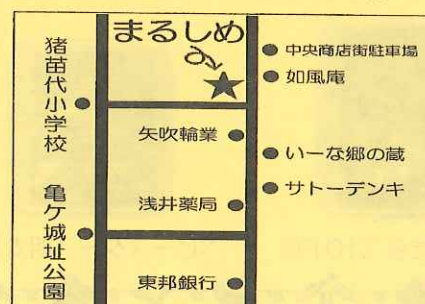 まるしめ
猪苗代小学校
中央商店街駐車場
如風庵
矢吹輪業
いーな郷の蔵
サトーデンキ
浅井薬局
亀ケ城址公園
東邦銀行